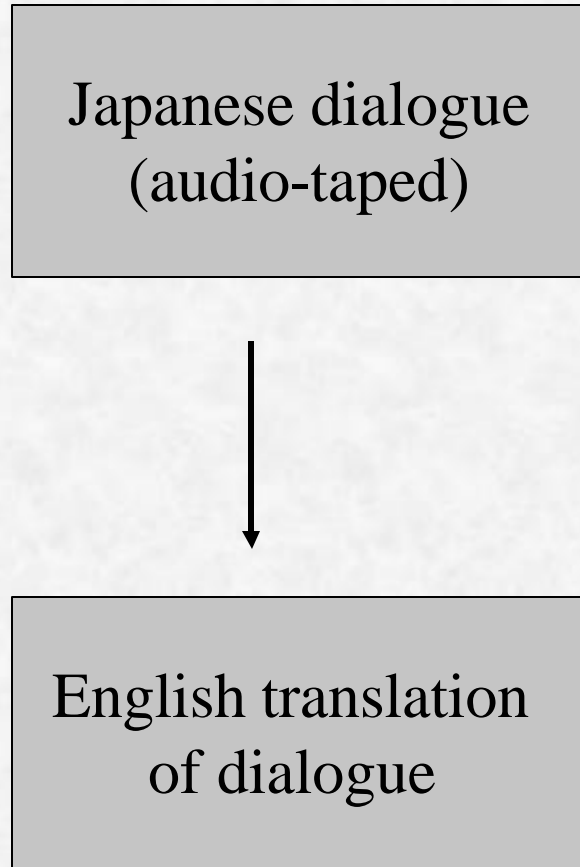 Japanese dialogue
(audio-taped)
English translation
of dialogue